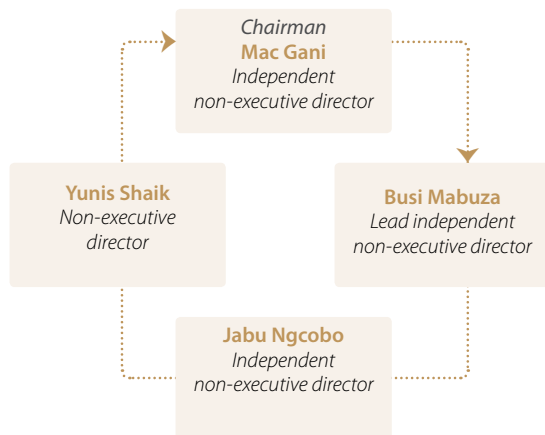 Chairman
Mac Gani
Independent
non-executive director
Yunis Shaik
Non-executive
director
Busi Mabuza
Lead independent
non-executive director
Jabu Ngcobo
Independent
non-executive director